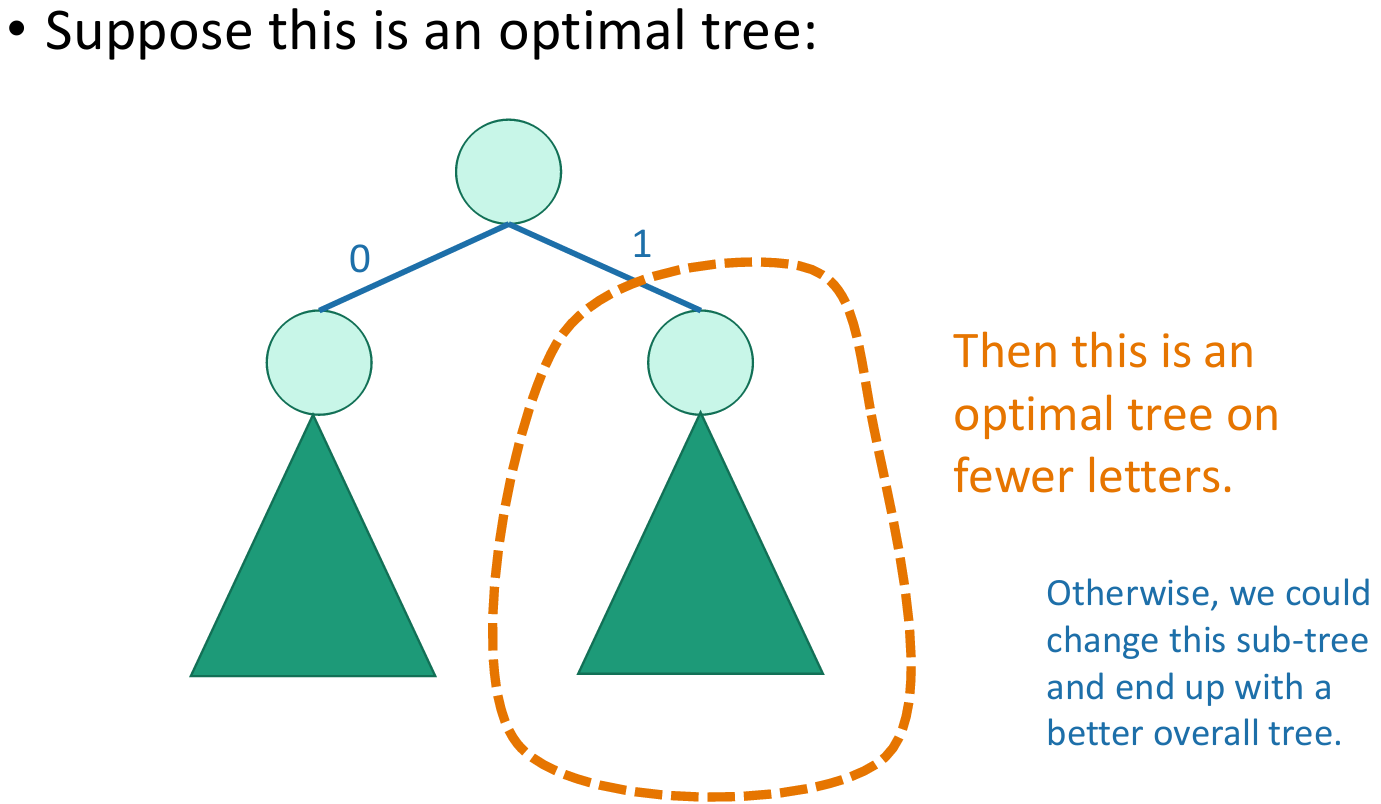 • Suppose this is an optimal tree:
0
1
Then this is an
optimal tree on
fewer letters.
Otherwise, we could
change this sub-tree
and end up with a
better overall tree.